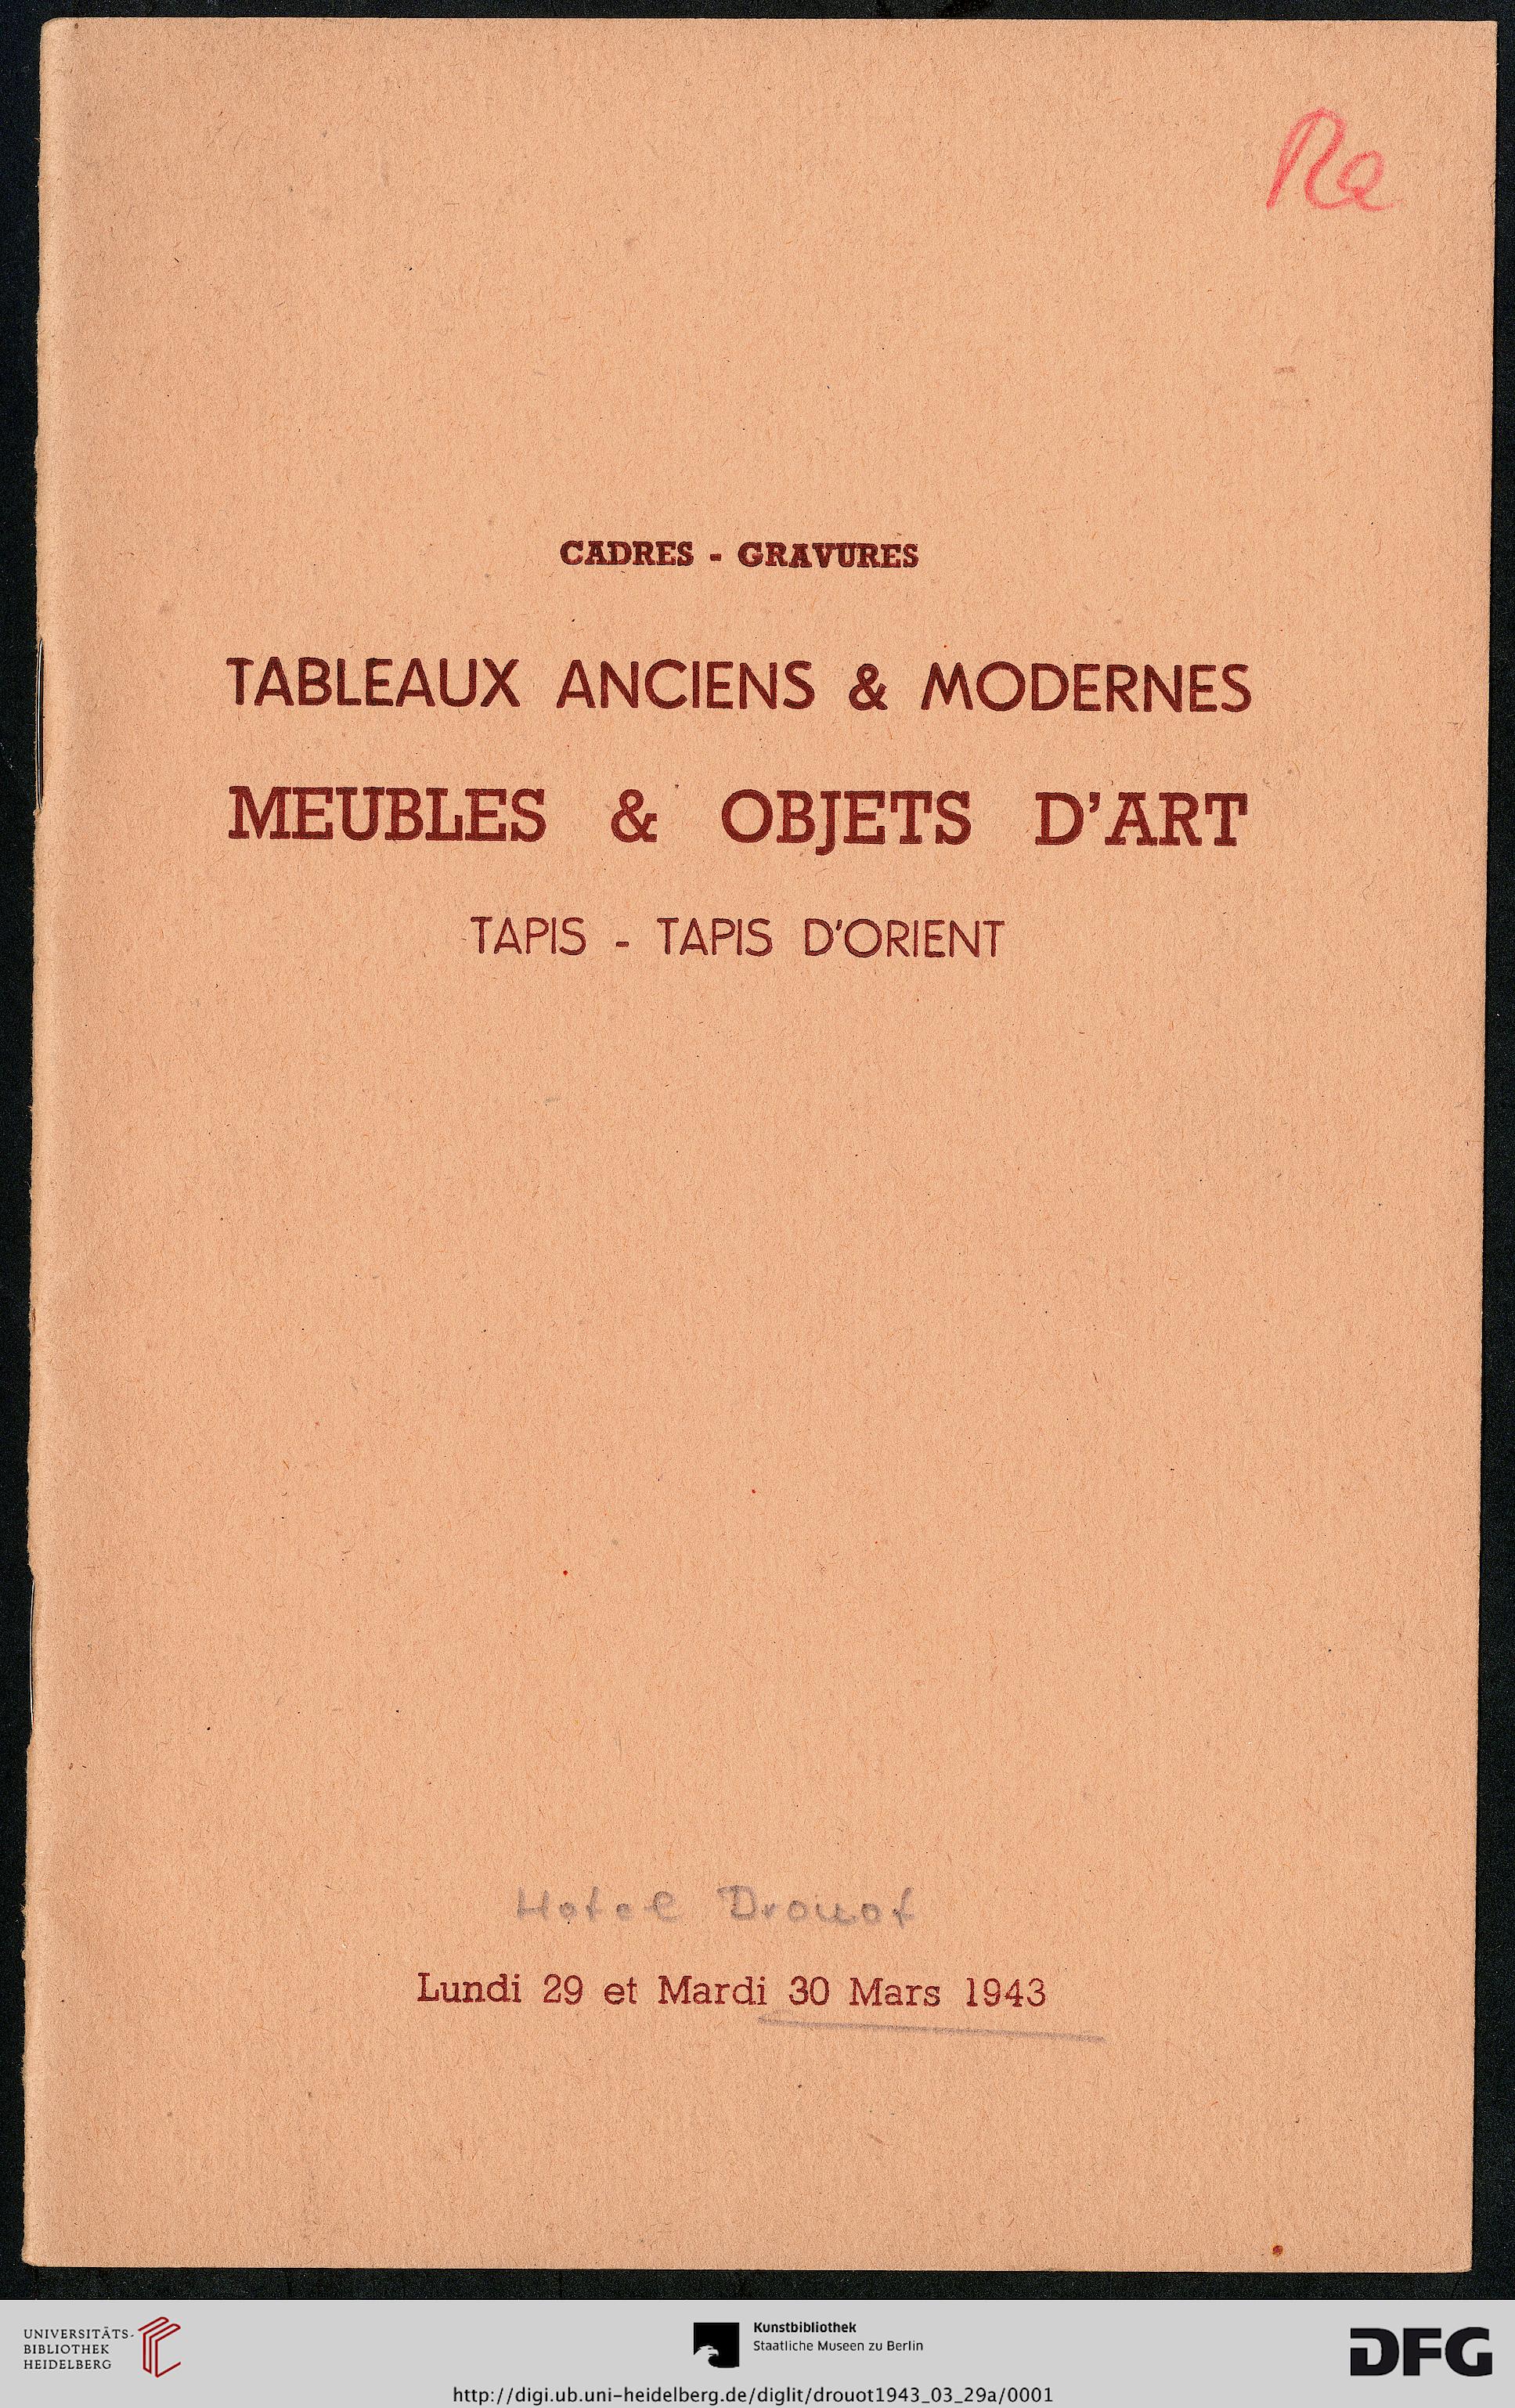 Ra
CADRES - GRAVURES
TABLEAUX ANCIENS & MODERNES
MEUBLES & OBJETS D'ART
TAPIS - TAPIS D'ORIENT
Hotel Drouot
Lundi 29 et Mardi 30 Mars 1943
UNIVERSITÄTS-
BIBLIOTHEK
HEIDELBERG
Kunstbibliothek
Staatliche Museen zu Berlin
DFG
http://digi.ub.uni-heidelberg.de/diglit/drouot1943_03_29a/0001